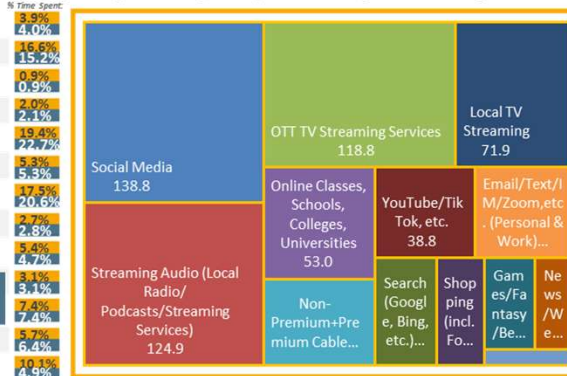 % Time Spent:
3.9%
4.0%
16.6%
15.2%
0.9%
0.9%
2.0%
2.1%
19.4%
22.7%
5.3%
5.3%
17.5%
20.6%
2.7%
2.8%
5.4%
4.7%
3.1%
3.1%
7.4%
7.4%
5.7%
6.4%
10.1%
4.9%
Social Media
138.8
Streaming Audio (Local
Radio/
Podcasts/Streaming
Services)
124.9
OTT TV Streaming Services
118.8
Local TV
Streaming
71.9
Online Classes,
Schools,
Colleges,
Universities
53.0
YouTube/Tik
Tok, etc.
38.8
Email/Text/I
M/Zoom,etc
. (Personal &
Work)...
Non-
Premium+Pre
mium Cable...
Search
(Googl
e, Bing,
etc.)...
Shop
ping
(incl.
Fo...
Gam
es/Fa
ntasy
/Be...
Ne
ws
/W
e...